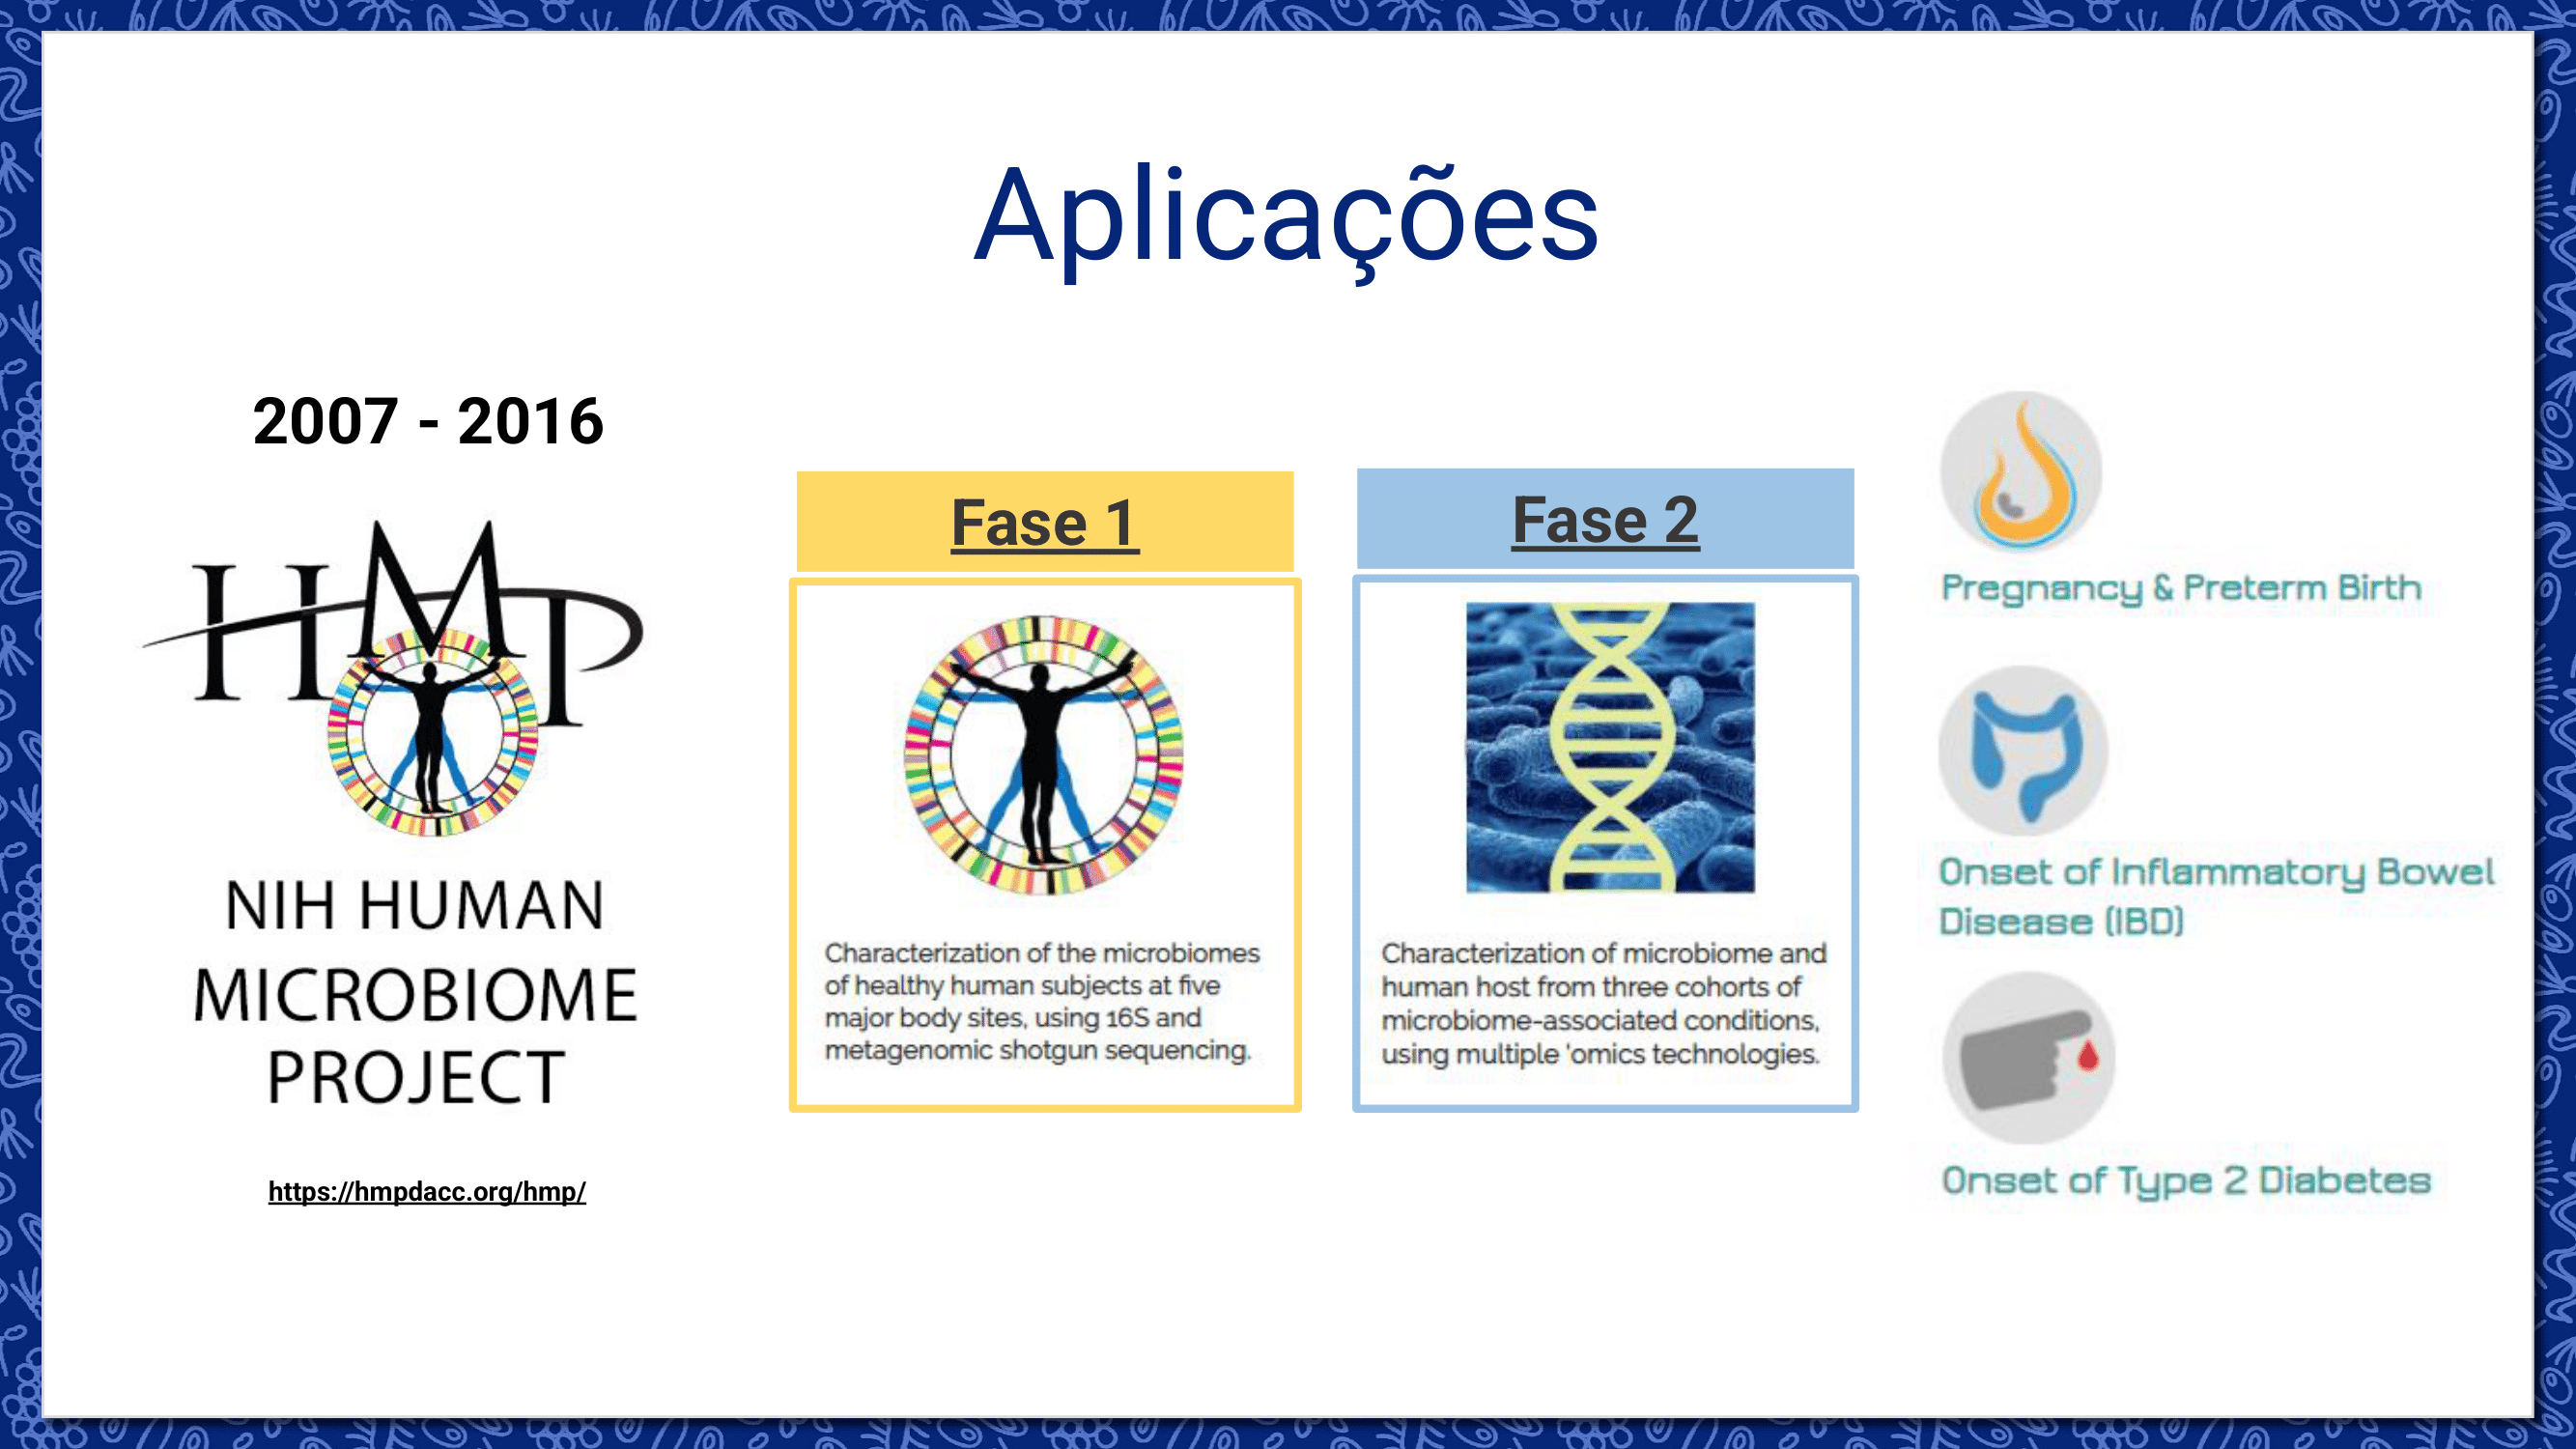 Aplicações
2007 - 2016
HMP
NIH HUMAN
MICROBIOME
PROJECT
https://hmpdacc.org/hmp/
Fase 1
Characterization of the microbiomes
of healthy human subjects at five
major body sites, using 16S and
metagenomic shotgun sequencing.
Fase 2
Characterization of microbiome and
human host from three cohorts of
microbiome-associated conditions,
using multiple 'omics technologies.
Pregnancy & Preterm Birth
Onset of Inflammatory Bowel
Disease (IBD)
Onset of Type 2 Diabetes